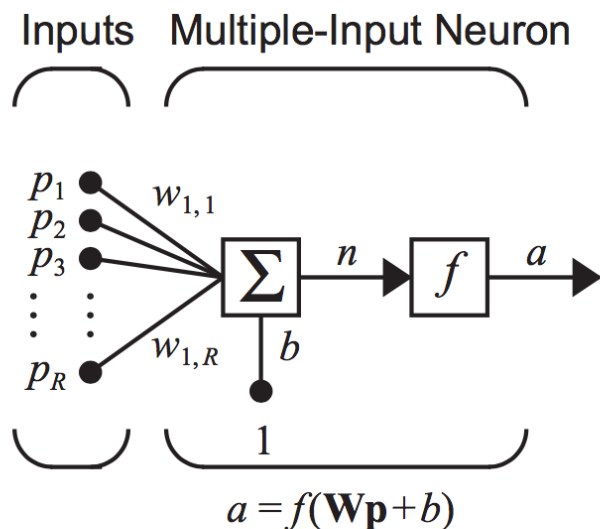 Inputs Multiple-Input Neuron
p1 w1,1
p2
p3 Σ n f a
pR w1,R b
1
a = f(Wp+b)